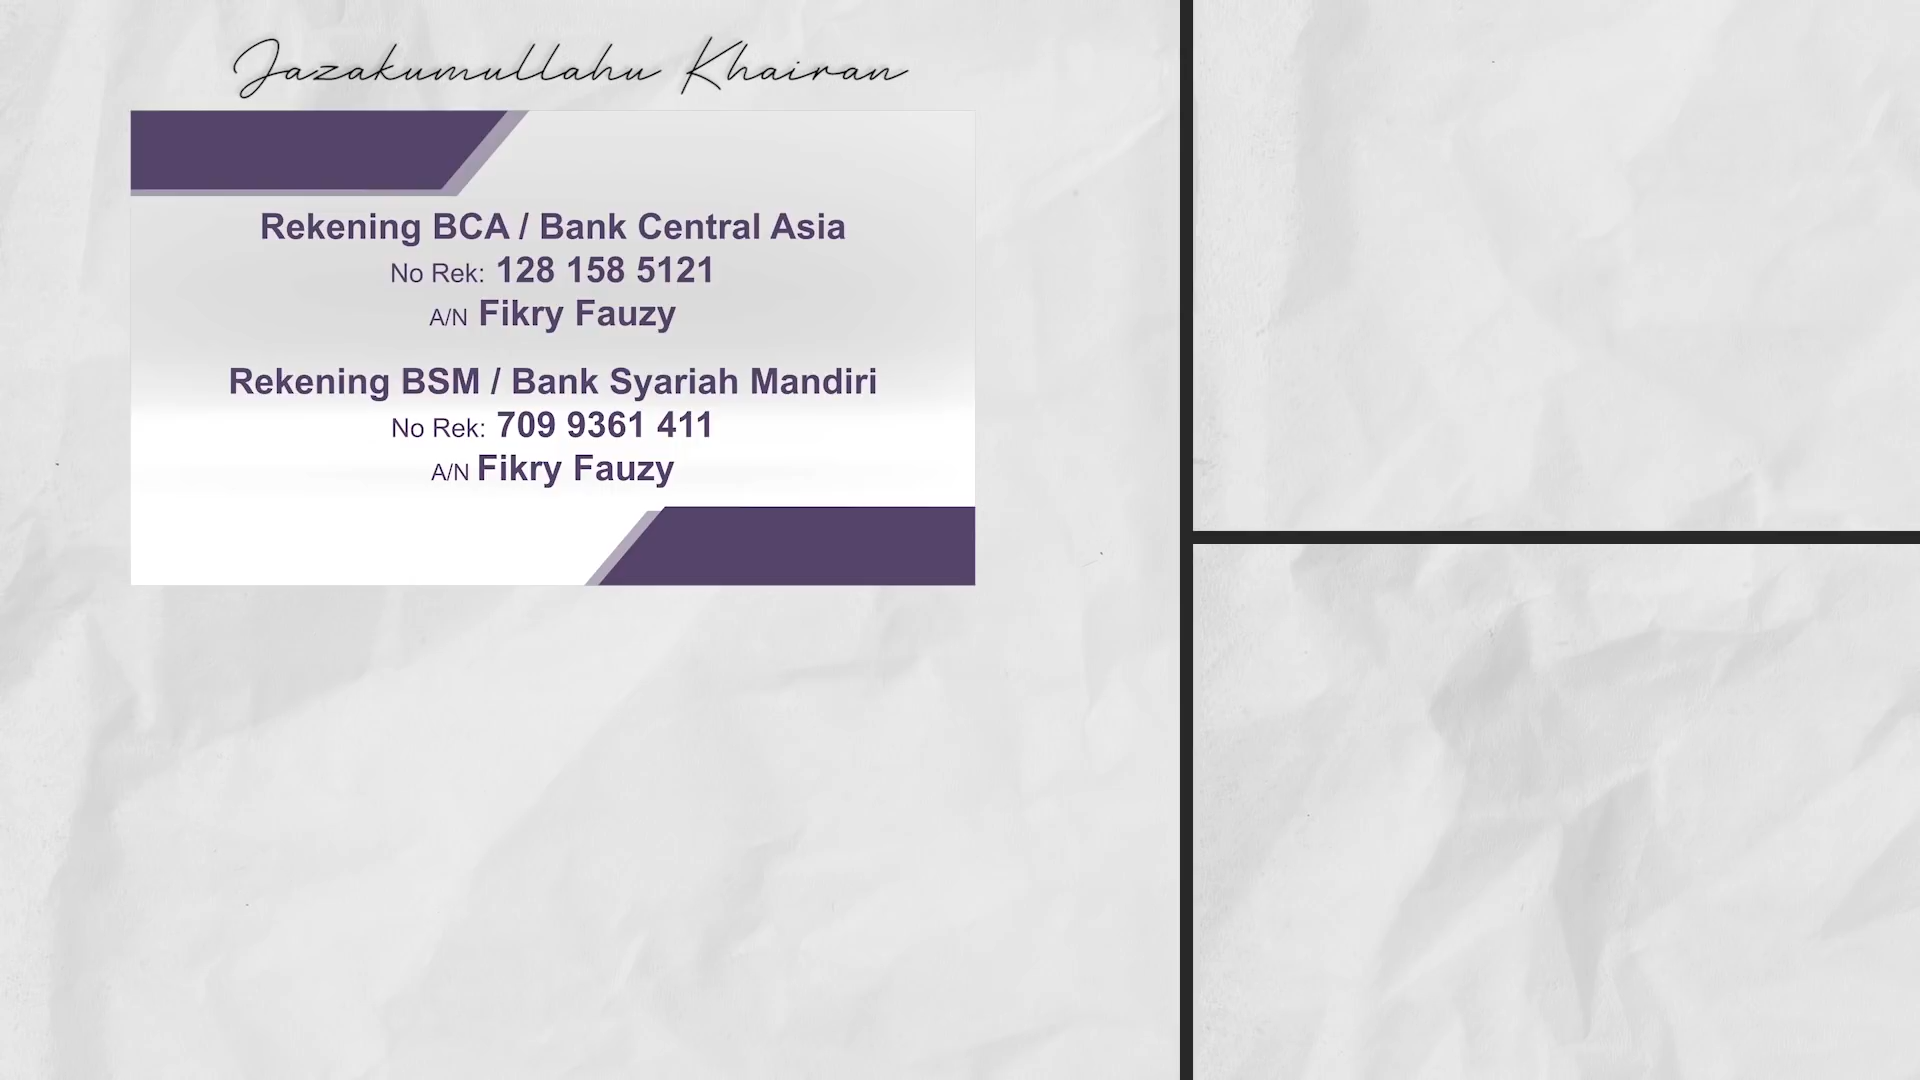 Jazakumullahu Khairan
Rekening BCA / Bank Central Asia
No Rek: 128 158 5121
A/N Fikry Fauzy
Rekening BSM / Bank Syariah Mandiri
No Rek: 709 9361 411
A/N Fikry Fauzy